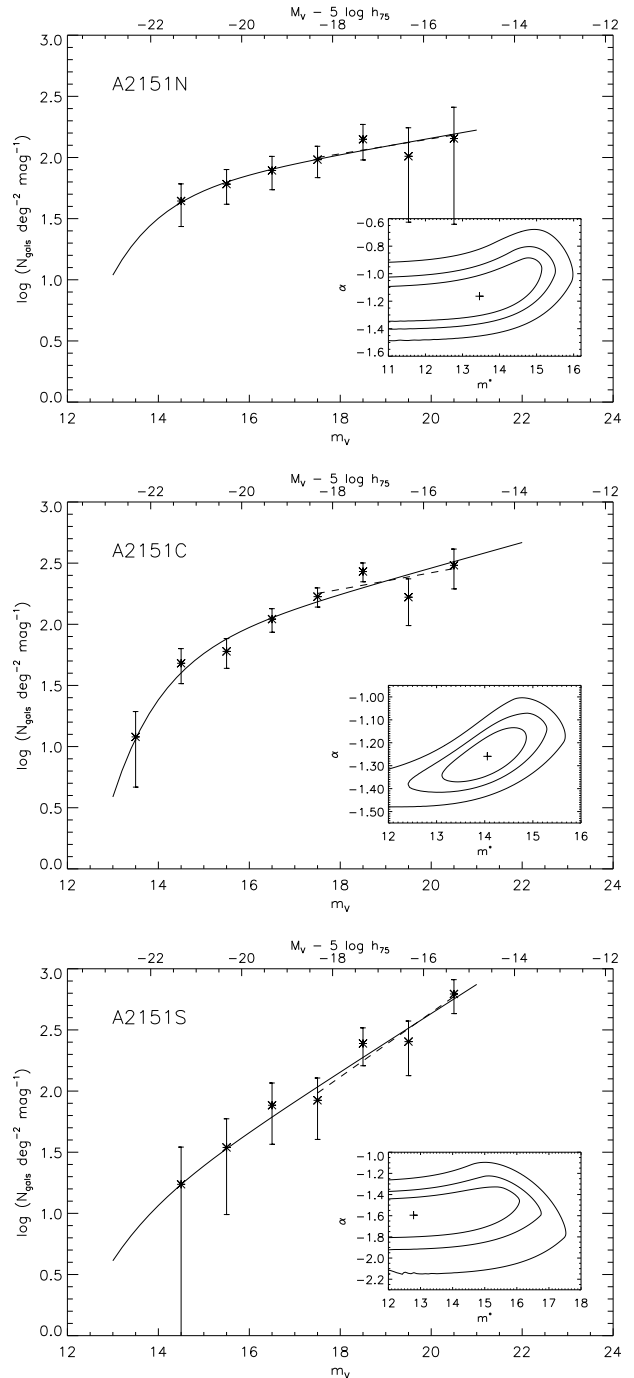 M_V − 5 log h_75
−22 −20 −18 −16 −14 −12
3.0
A2151N
2.5
2.0
1.5
1.0
0.5
0.0
log (N_gals deg^−2 mag^−1)
−0.6
−0.8
−1.0
−1.2
−1.4
−1.6
α
11 12 13 14 15 16
m*
12 14 16 18 20 22 24
m_V
M_V − 5 log h_75
−22 −20 −18 −16 −14 −12
3.0
A2151C
2.5
2.0
1.5
1.0
0.5
0.0
log (N_gals deg^−2 mag^−1)
−1.00
−1.10
−1.20
−1.30
−1.40
−1.50
α
12 13 14 15 16
m*
12 14 16 18 20 22 24
m_V
M_V − 5 log h_75
−22 −20 −18 −16 −14 −12
3.0
A2151S
2.5
2.0
1.5
1.0
0.5
0.0
log (N_gals deg^−2 mag^−1)
−1.0
−1.2
−1.4
−1.6
−1.8
−2.0
−2.2
α
12 13 14 15 16 17 18
m*
12 14 16 18 20 22 24
m_V